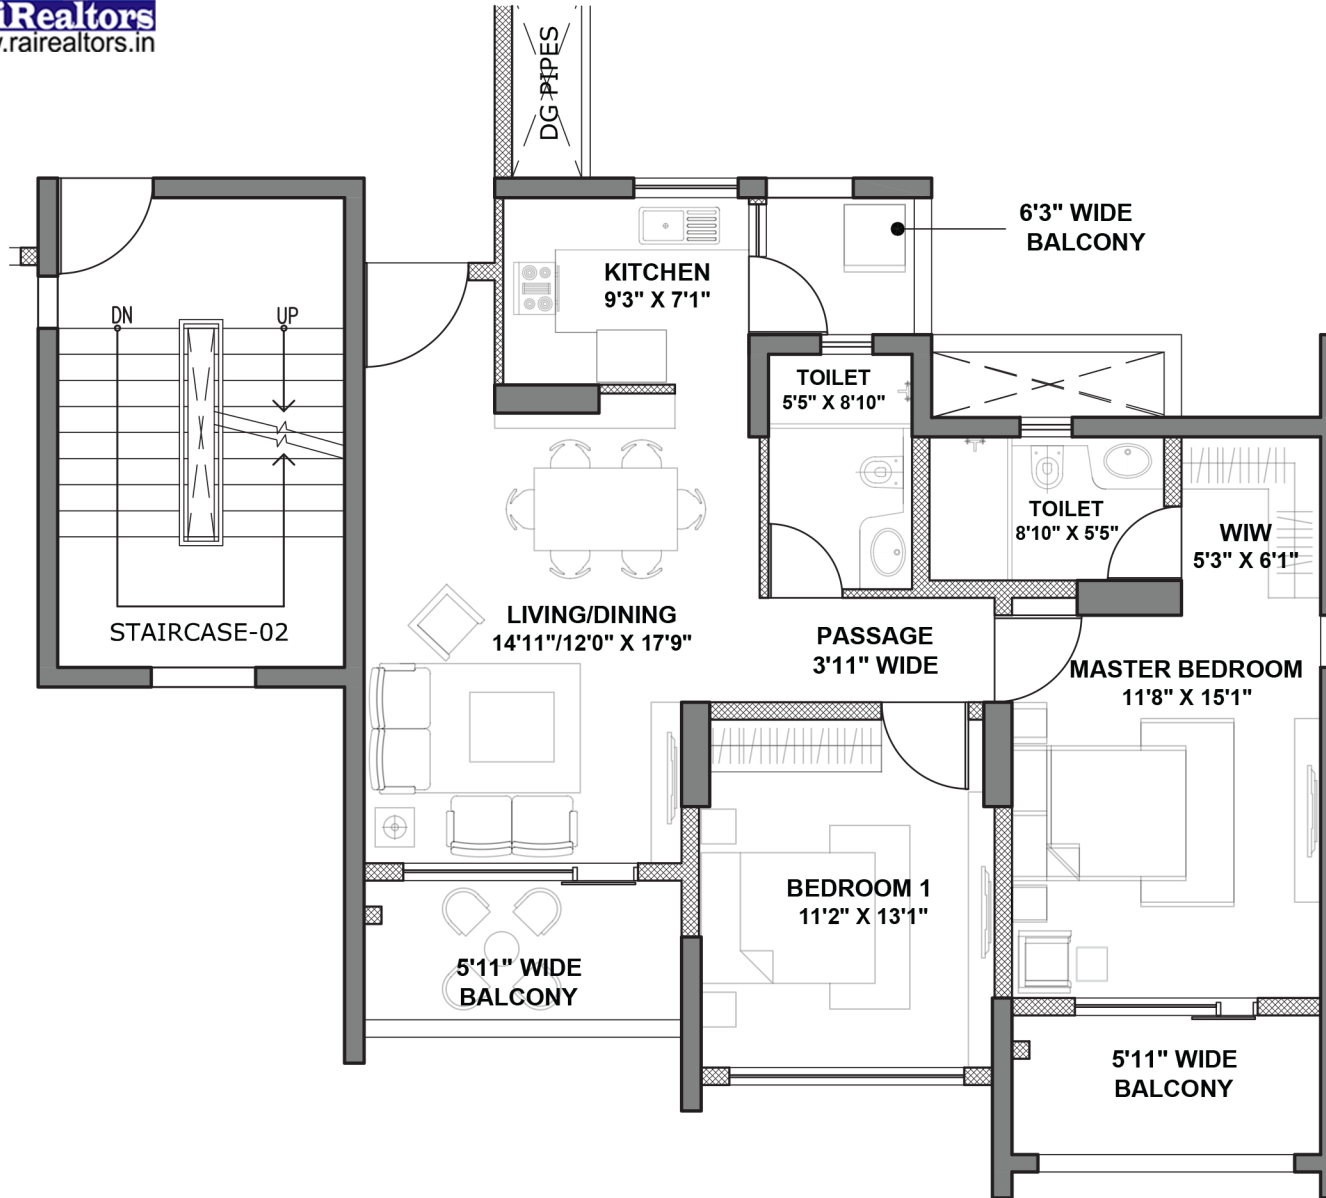 iRealtors
.rairealtors.in
DG PIPES
6'3" WIDE
BALCONY
KITCHEN
9'3" X 7'1"
DN
UP
TOILET
5'5" X 8'10"
TOILET
8'10" X 5'5"
WIW
5'3" X 6'1"
STAIRCASE-02
LIVING/DINING
14'11"/12'0" X 17'9"
PASSAGE
3'11" WIDE
MASTER BEDROOM
11'8" X 15'1"
BEDROOM 1
11'2" X 13'1"
5'11" WIDE
BALCONY
5'11" WIDE
BALCONY